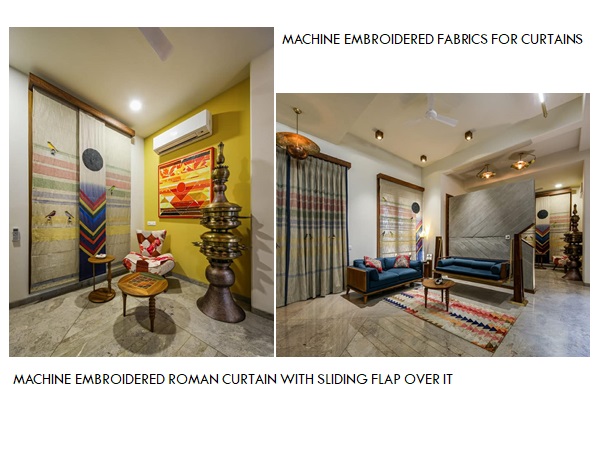 MACHINE EMBROIDERED FABRICS FOR CURTAINS
MACHINE EMBROIDERED ROMAN CURTAIN WITH SLIDING FLAP OVER IT